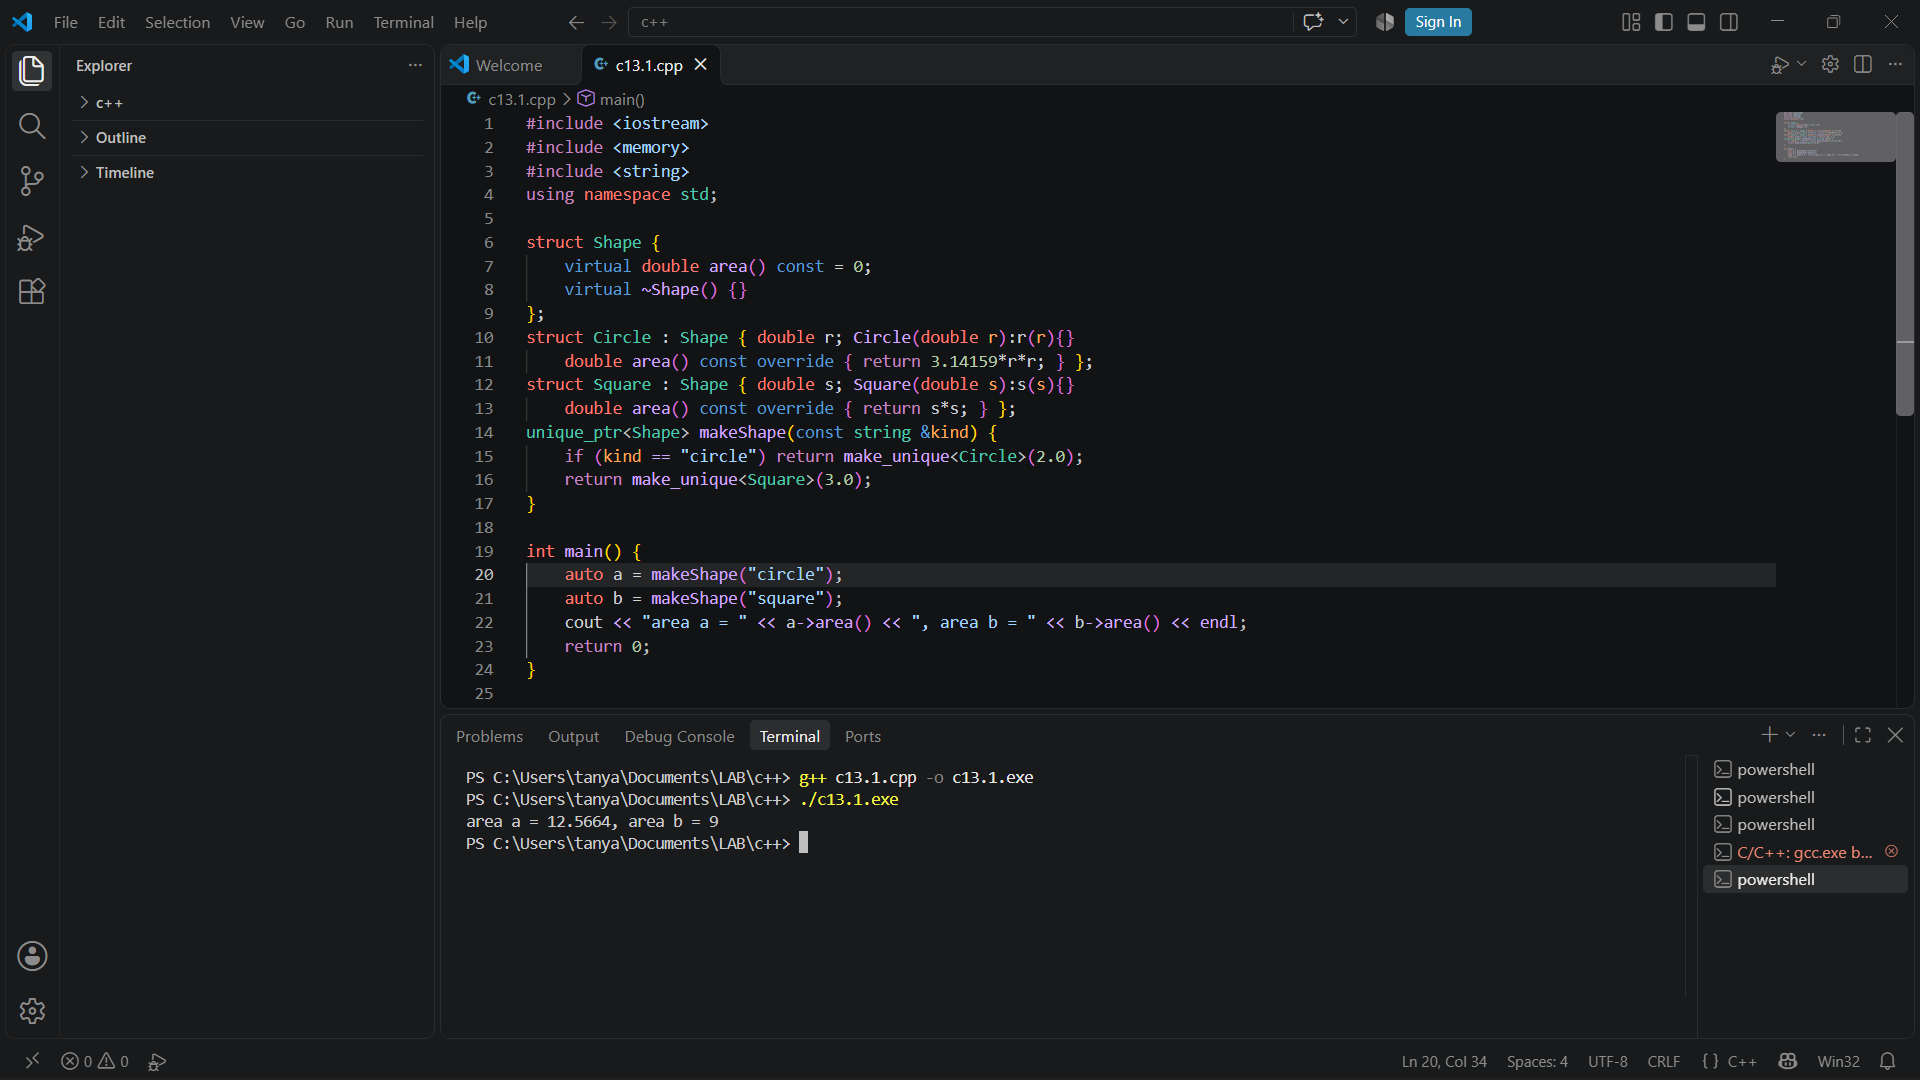 File Edit Selection View Go Run Terminal Help
c++
Sign In
Explorer
c++
Outline
Timeline
Welcome
c13.1.cpp
c13.1.cpp > main()
1 #include <iostream>
2 #include <memory>
3 #include <string>
4 using namespace std;
5
6 struct Shape {
7 virtual double area() const = 0;
8 virtual ~Shape() {}
9 };
10 struct Circle : Shape { double r; Circle(double r):r(r){}
11 double area() const override { return 3.14159*r*r; } };
12 struct Square : Shape { double s; Square(double s):s(s){}
13 double area() const override { return s*s; } };
14 unique_ptr<Shape> makeShape(const string &kind) {
15 if (kind == "circle") return make_unique<Circle>(2.0);
16 return make_unique<Square>(3.0);
17 }
18
19 int main() {
20 auto a = makeShape("circle");
21 auto b = makeShape("square");
22 cout << "area a = " << a->area() << ", area b = " << b->area() << endl;
23 return 0;
24 }
25
Problems Output Debug Console Terminal Ports
PS C:\Users\tanya\Documents\LAB\c++> g++ c13.1.cpp -o c13.1.exe
PS C:\Users\tanya\Documents\LAB\c++> ./c13.1.exe
area a = 12.5664, area b = 9
PS C:\Users\tanya\Documents\LAB\c++>
powershell
powershell
powershell
C/C++: gcc.exe b...
powershell
0 0
Ln 20, Col 34 Spaces: 4 UTF-8 CRLF {} C++ Win32